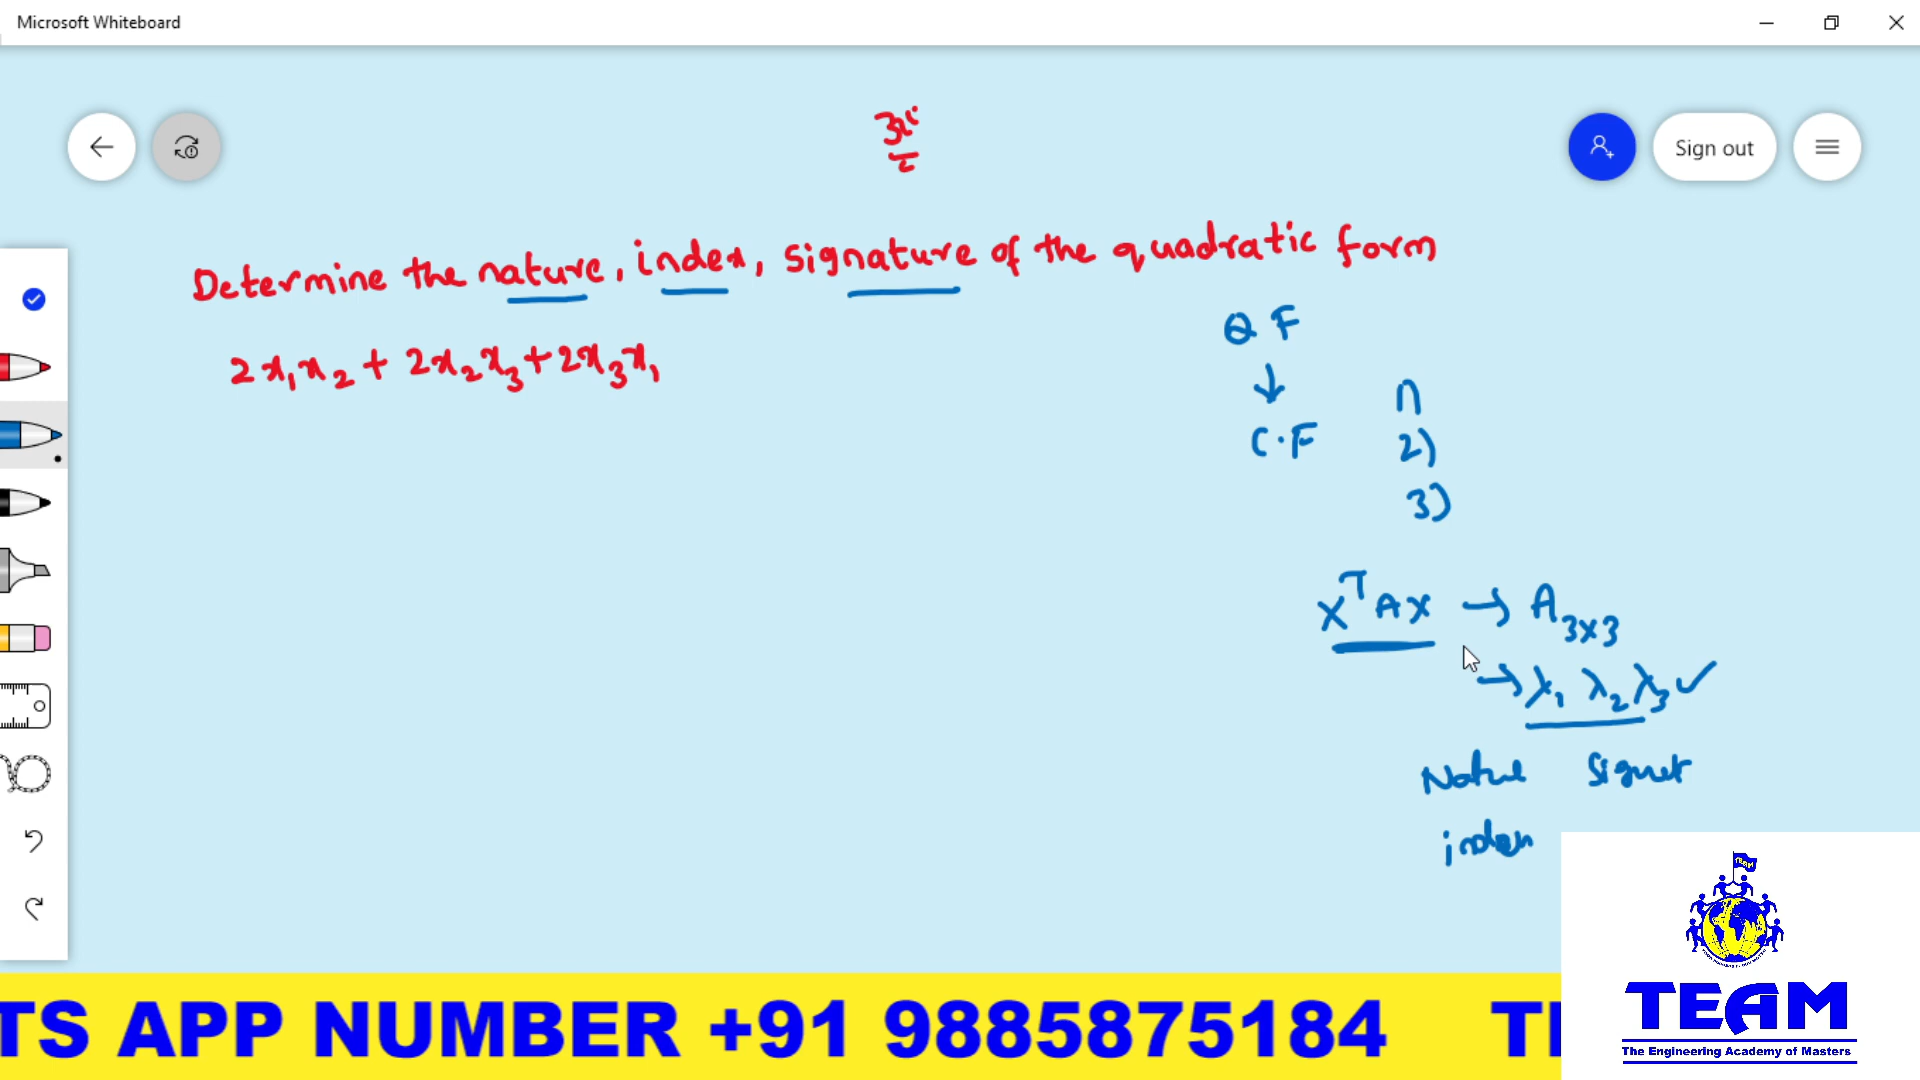 Microsoft Whiteboard
Sign out
Determine the nature, index, signature of the quadratic form
2x₁x₂ + 2x₂x₃ + 2x₃x₁
Q F
↓
C.F
1)
2)
3)
XᵀAX → A₃ₓ₃
→ λ₁ λ₂ λ₃ ✓
Nature Signat
index
TS APP NUMBER +91 9885875184
TEAM
The Engineering Academy of Masters